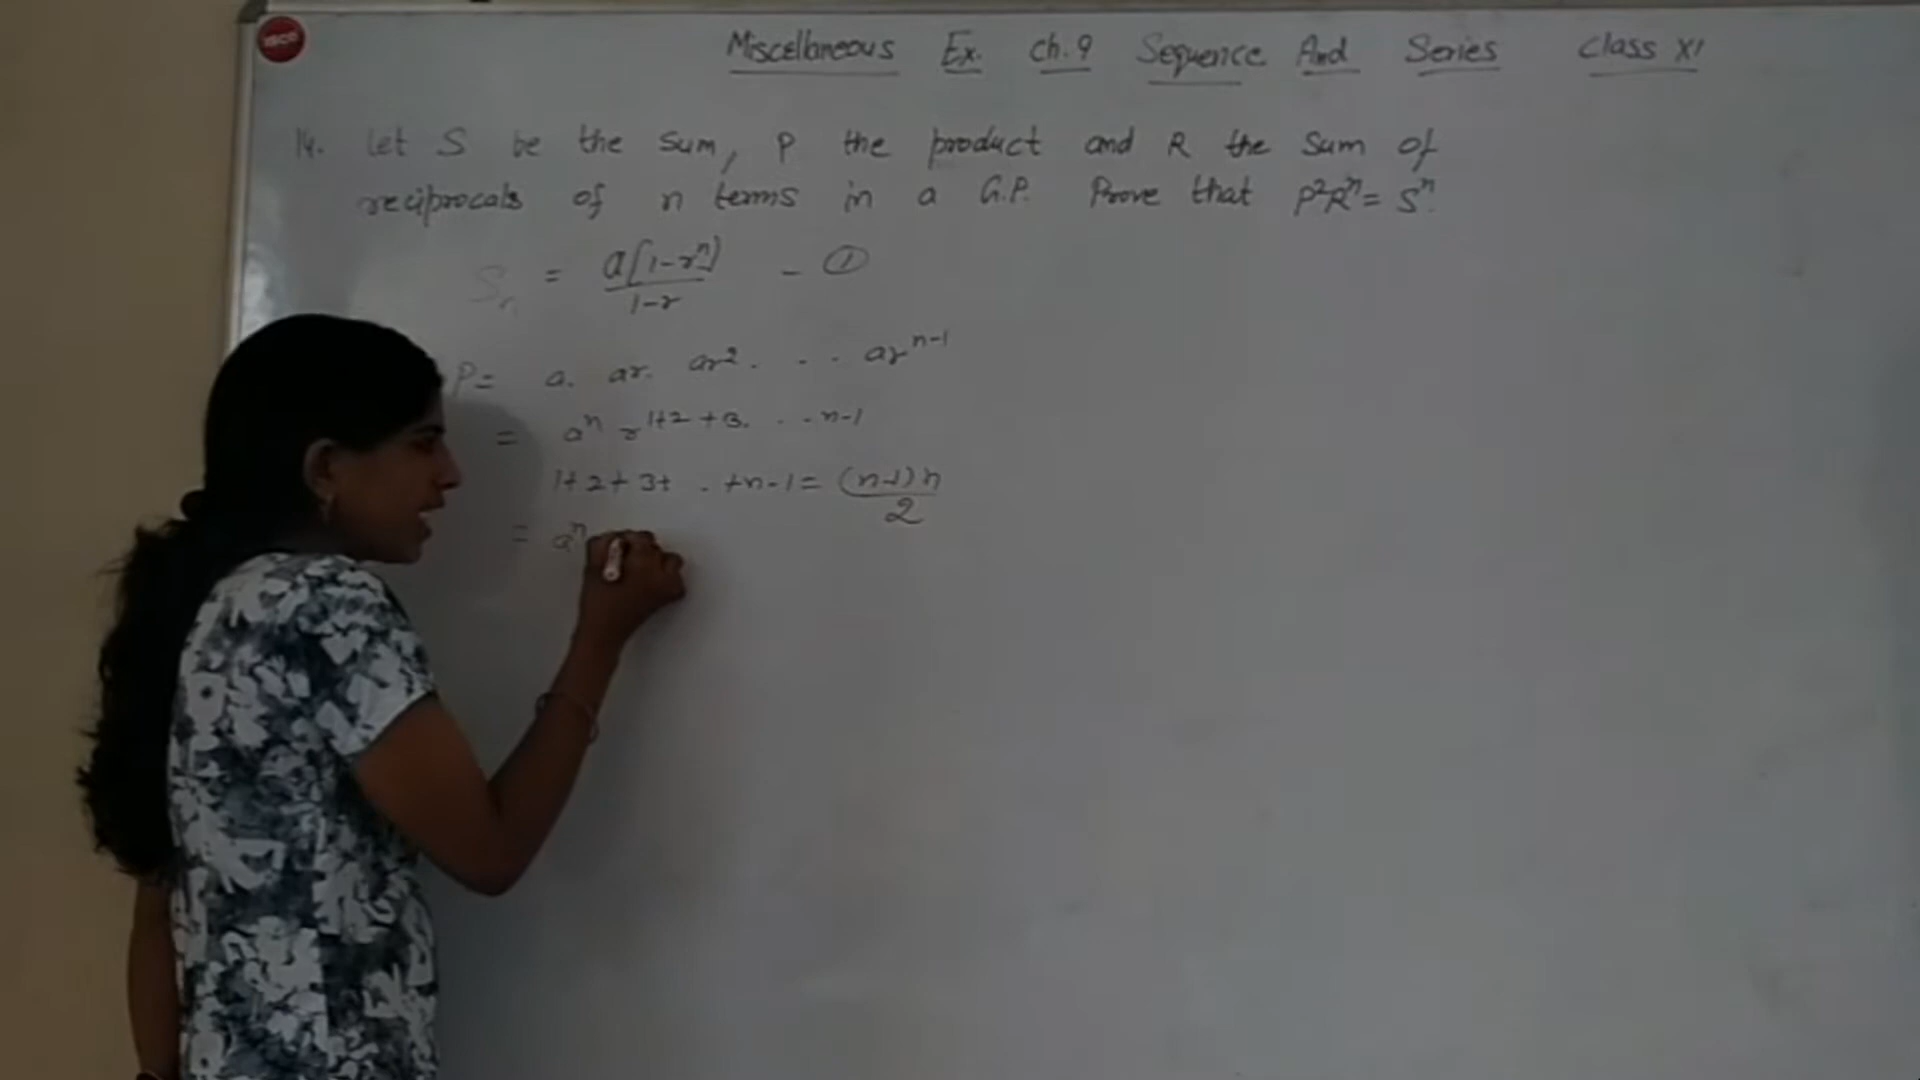 Miscellaneous Ex. Ch.9 Sequence And Series Class XI
14. Let S be the sum, P the product and R the sum of
reciprocals of n terms in a G.P. Prove that P²Rⁿ = Sⁿ.
S = a[1-rⁿ] / 1-r - ①
P = a. ar. ar². . . . arⁿ⁻¹
= aⁿ r^1+2+3. . . n-1
1+2+3+ . +n-1 = (n-1)n / 2
= aⁿ